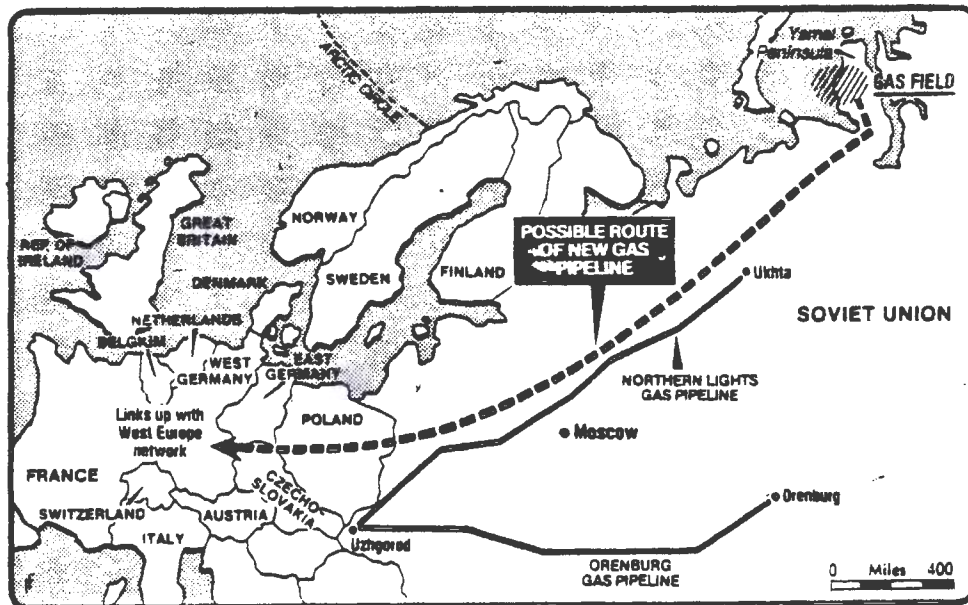 Yamal
Peninsula
GAS FIELD
ARCTIC CIRCLE
NORWAY
GREAT
BRITAIN
REP. OF
IRELAND
POSSIBLE ROUTE
OF NEW GAS
PIPELINE
SWEDEN
FINLAND
DENMARK
Ukhta
SOVIET UNION
NETHERLANDS
BELGIUM
WEST
GERMANY
EAST
GERMANY
NORTHERN LIGHTS
GAS PIPELINE
POLAND
Links up with
West Europe
network
Moscow
FRANCE
CZECHO-
SLOVAKIA
Orenburg
SWITZERLAND
AUSTRIA
ITALY
Uzhgorod
ORENBURG
GAS PIPELINE
0 Miles 400